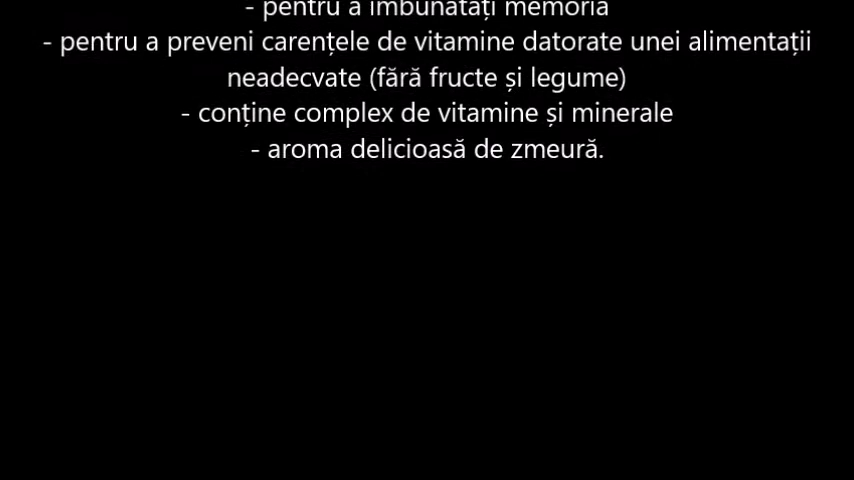 - pentru a îmbunătăți memoria
- pentru a preveni carențele de vitamine datorate unei alimentații
neadecvate (fără fructe și legume)
- conține complex de vitamine și minerale
- aroma delicioasă de zmeură.